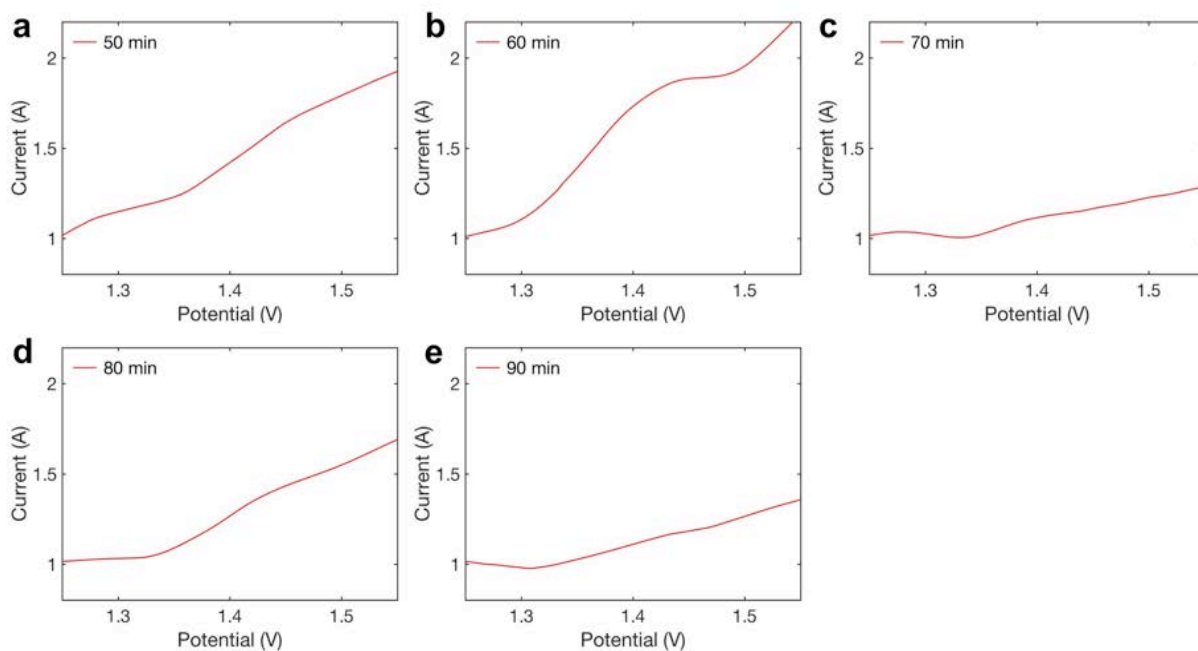 a
50 min
2
1.5
1
Current (A)
1.3
1.4
1.5
Potential (V)
b
60 min
2
1.5
1
Current (A)
1.3
1.4
1.5
Potential (V)
c
70 min
2
1.5
1
Current (A)
1.3
1.4
1.5
Potential (V)
d
80 min
2
1.5
1
Current (A)
1.3
1.4
1.5
Potential (V)
e
90 min
2
1.5
1
Current (A)
1.3
1.4
1.5
Potential (V)